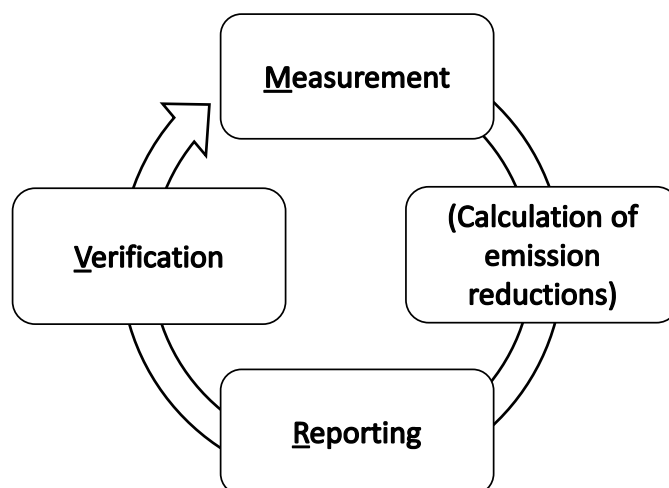 Measurement
(Calculation of
emission
reductions)
Verification
Reporting